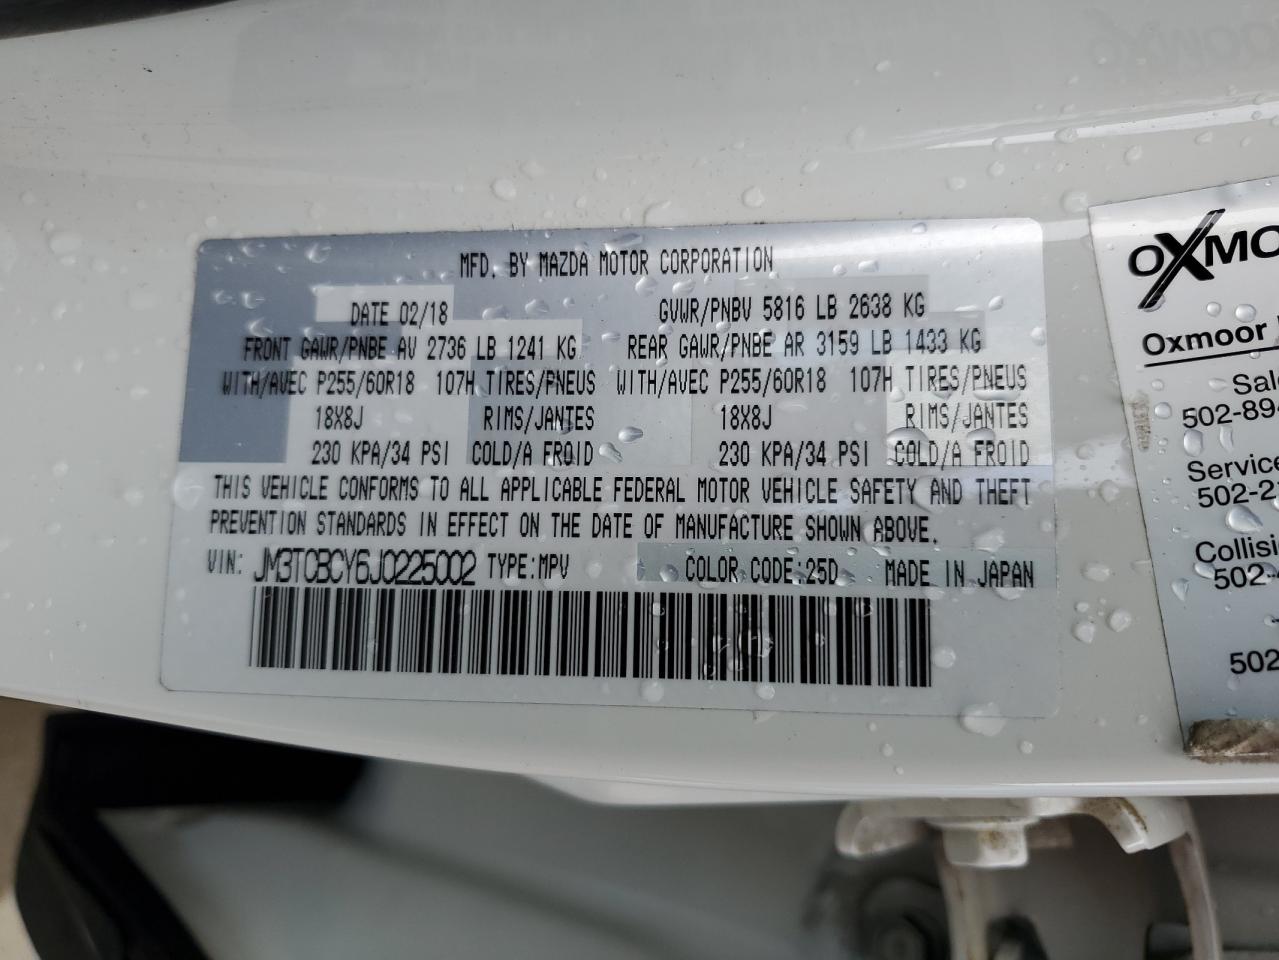 MFD. BY MAZDA MOTOR CORPORATION
DATE 02/18 GVWR/PNBV 5816 LB 2638 KG
FRONT GAWR/PNBE AV 2736 LB 1241 KG REAR GAWR/PNBE AR 3159 LB 1433 KG
WITH/AVEC P255/60R18 107H TIRES/PNEUS WITH/AVEC P255/60R18 107H TIRES/PNEUS
18X8J RIMS/JANTES 18X8J RIMS/JANTES
230 KPA/34 PSI COLD/A FROID 230 KPA/34 PSI COLD/A FROID
THIS VEHICLE CONFORMS TO ALL APPLICABLE FEDERAL MOTOR VEHICLE SAFETY AND THEFT
PREVENTION STANDARDS IN EFFECT ON THE DATE OF MANUFACTURE SHOWN ABOVE.
VIN: JM3TCBCY6J0225002 TYPE:MPV COLOR CODE:25D MADE IN JAPAN
OXMO
Oxmoor
Sale
502-89
Service
502-2
Collision
502-
502